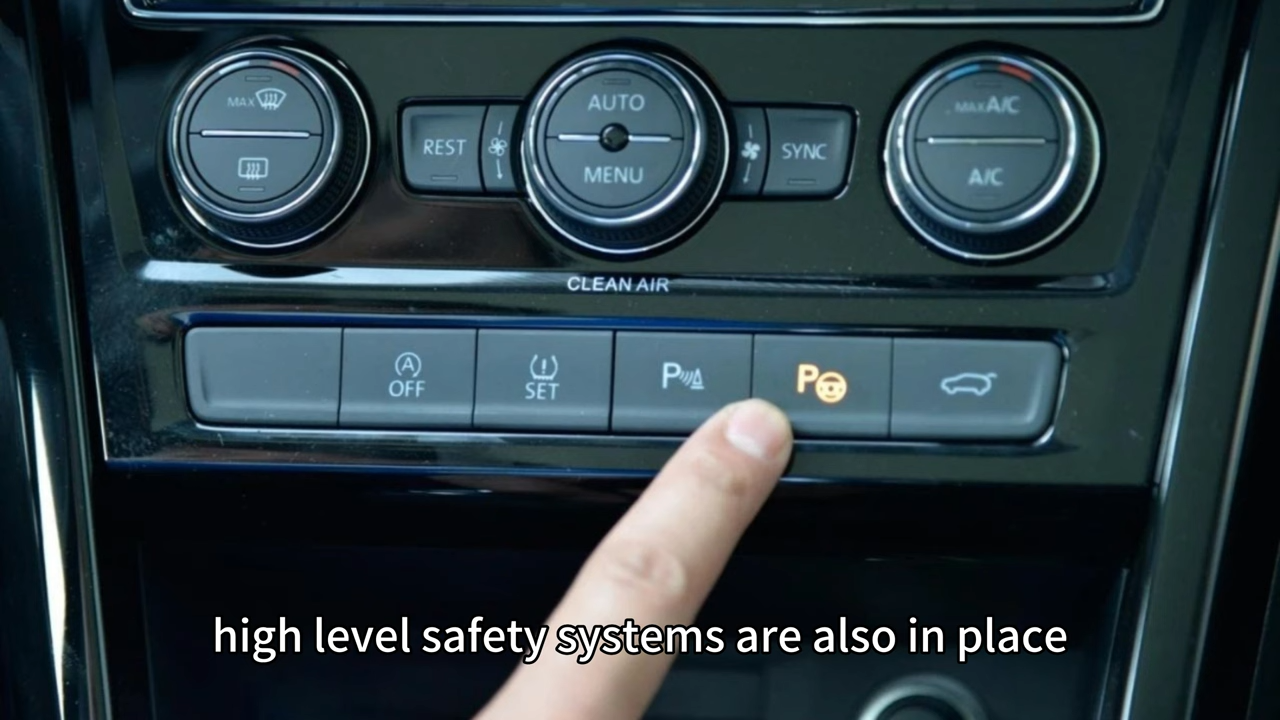 MAX
AUTO
MAX A/C
REST
SYNC
MENU
A/C
CLEAN AIR
A
OFF
SET
P
P
high level safety systems are also in place